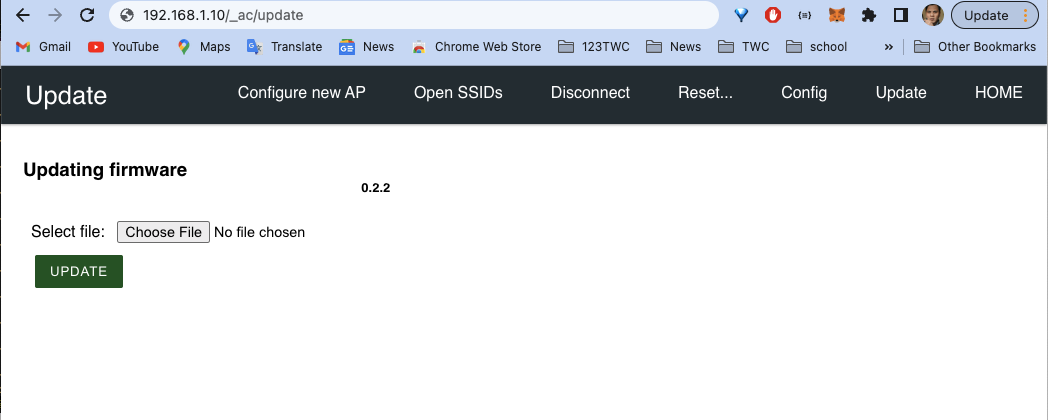 192.168.1.10/_ac/update
Update
Gmail YouTube Maps Translate News Chrome Web Store 123TWC News TWC school » Other Bookmarks
Update Configure new AP Open SSIDs Disconnect Reset... Config Update HOME
Updating firmware
0.2.2
Select file: Choose File No file chosen
UPDATE